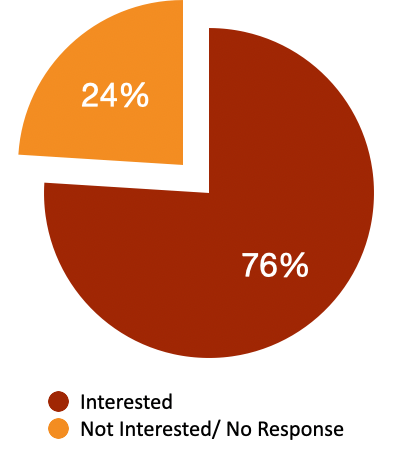 24%
76%
Interested
Not Interested/ No Response